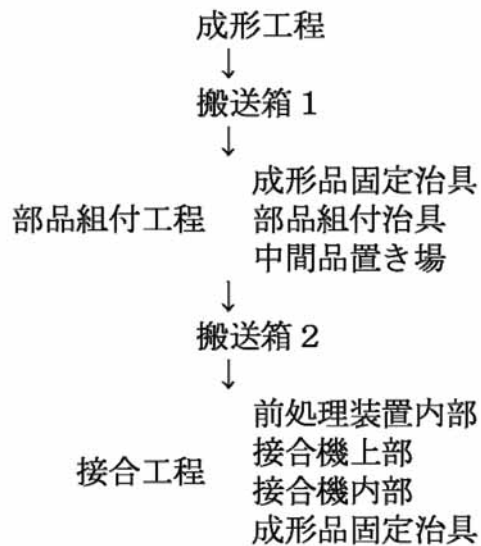 成形工程
↓
搬送箱1
↓
成形品固定治具
部品組付工程 部品組付治具
中間品置き場
↓
搬送箱2
↓
前処理装置内部
接合機上部
接合工程 接合機内部
成形品固定治具